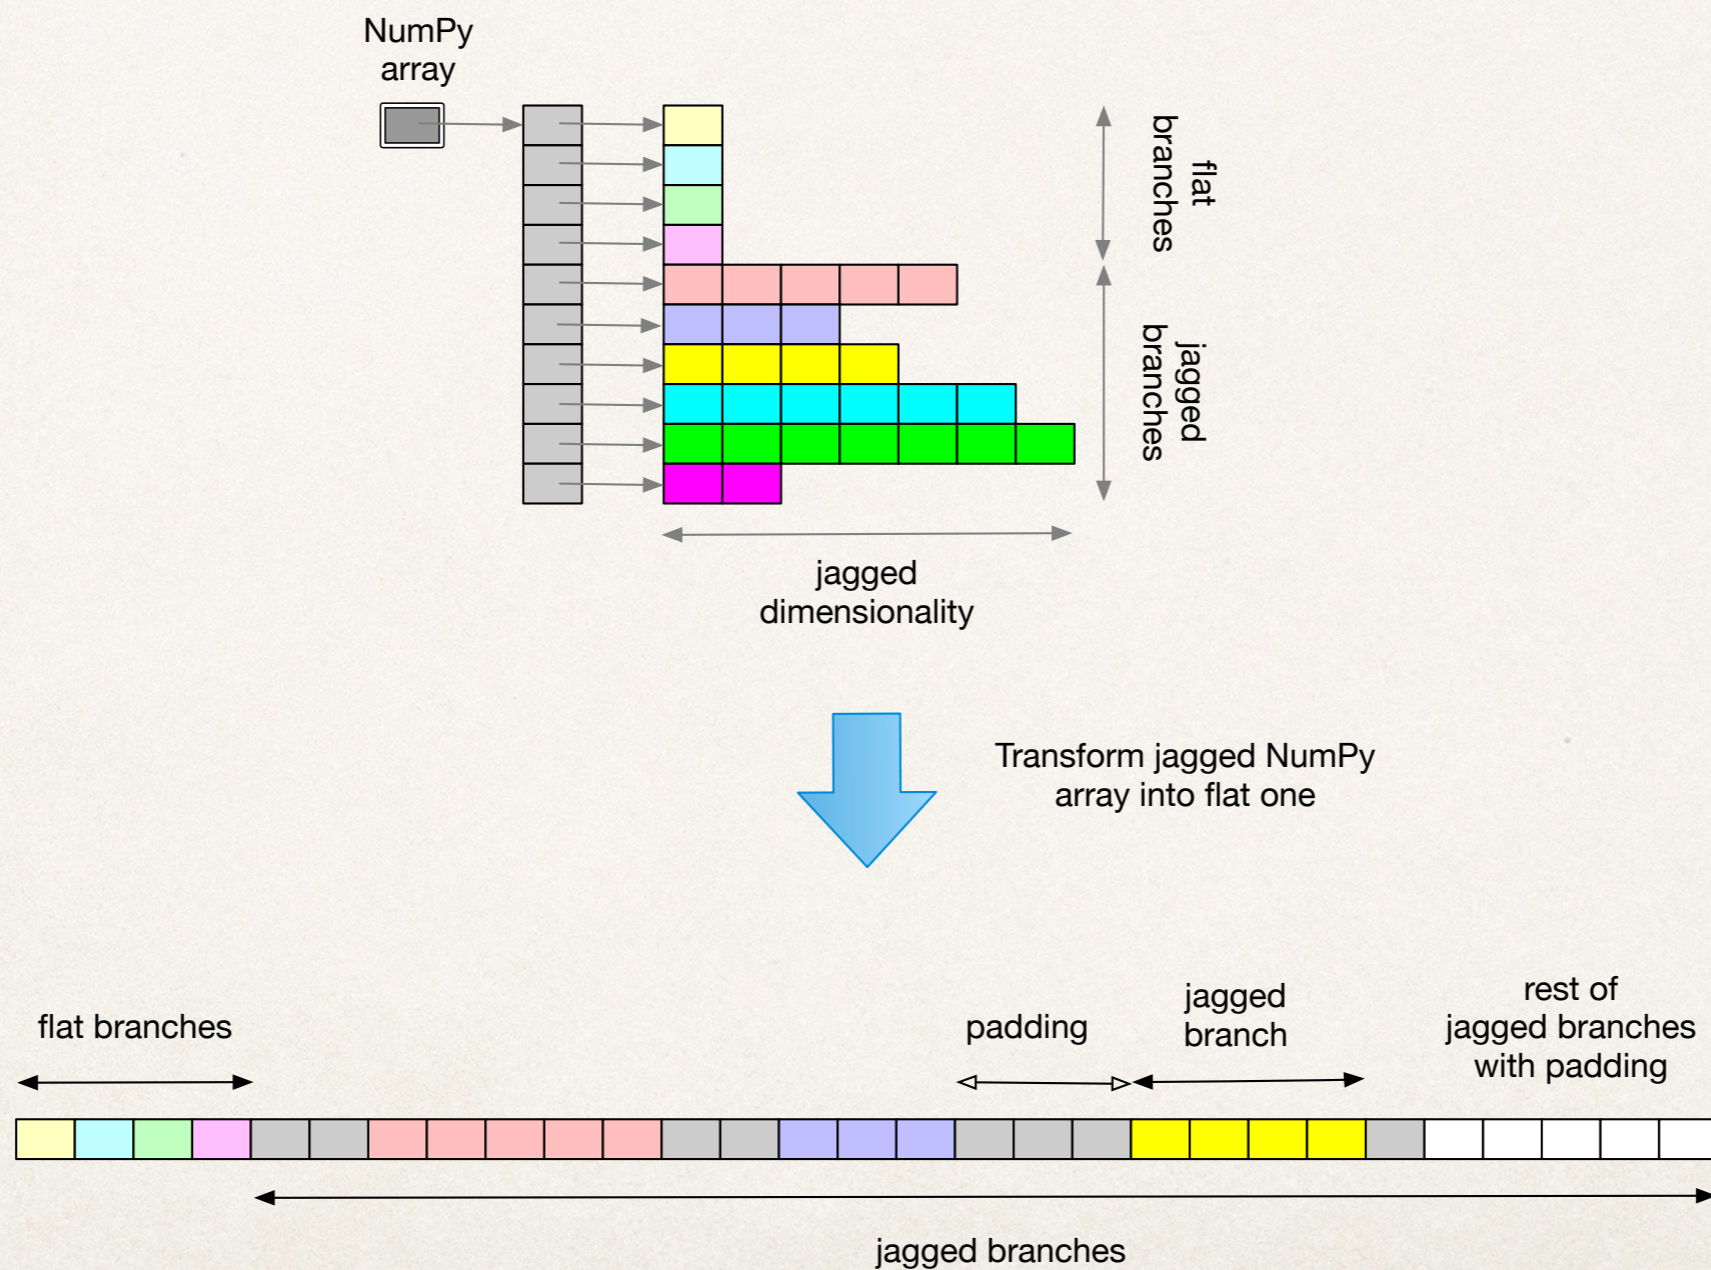 NumPy
array
flat
branches
jagged
branches
jagged
dimensionality
Transform jagged NumPy
array into flat one
flat branches
padding
jagged
branch
rest of
jagged branches
with padding
jagged branches